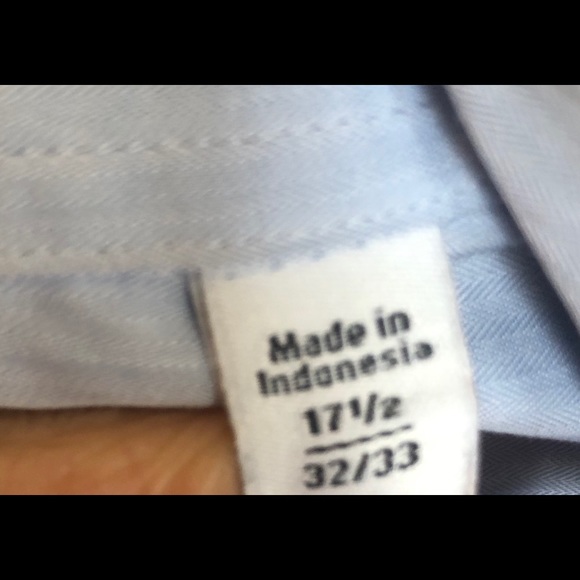 Made in
Indonesia
17 1/2
32/33